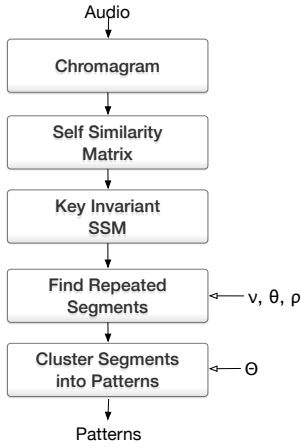 Audio
Chromagram
Self Similarity
Matrix
Key Invariant
SSM
Find Repeated
Segments
ν, θ, ρ
Cluster Segments
into Patterns
Θ
Patterns